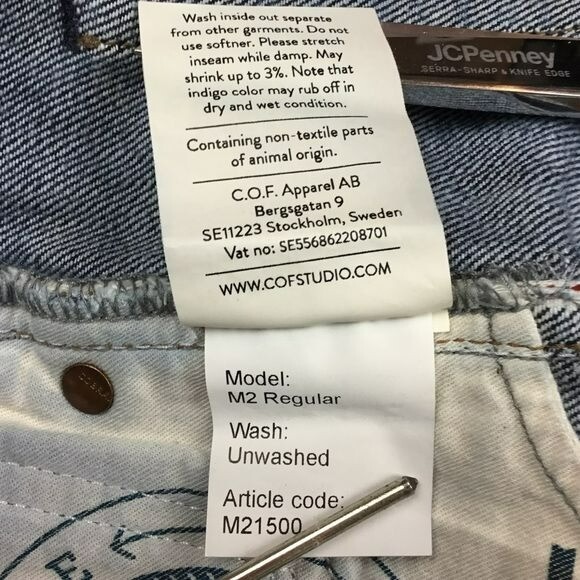 Wash inside out separate
from other garments. Do not
use softner. Please stretch
inseam while damp. May
shrink up to 3%. Note that
indigo color may rub off in
dry and wet condition.
Containing non-textile parts
of animal origin.
C.O.F. Apparel AB
Bergsgatan 9
SE11223 Stockholm, Sweden
Vat no: SE556862208701
WWW.COFSTUDIO.COM
JCPenney
SERRA-SHARP & KNIFE EDGE
Model:
M2 Regular
Wash:
Unwashed
Article code:
M21500